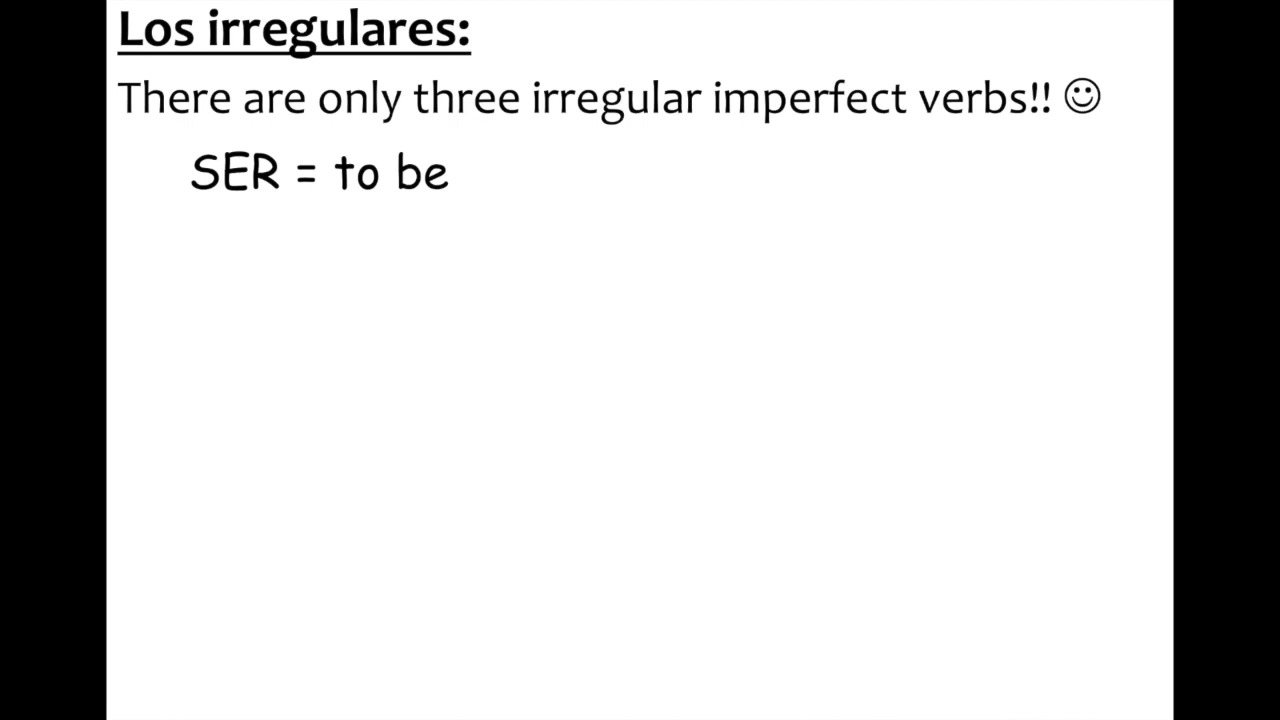 Los irregulares:
There are only three irregular imperfect verbs!! ☺
SER = to be